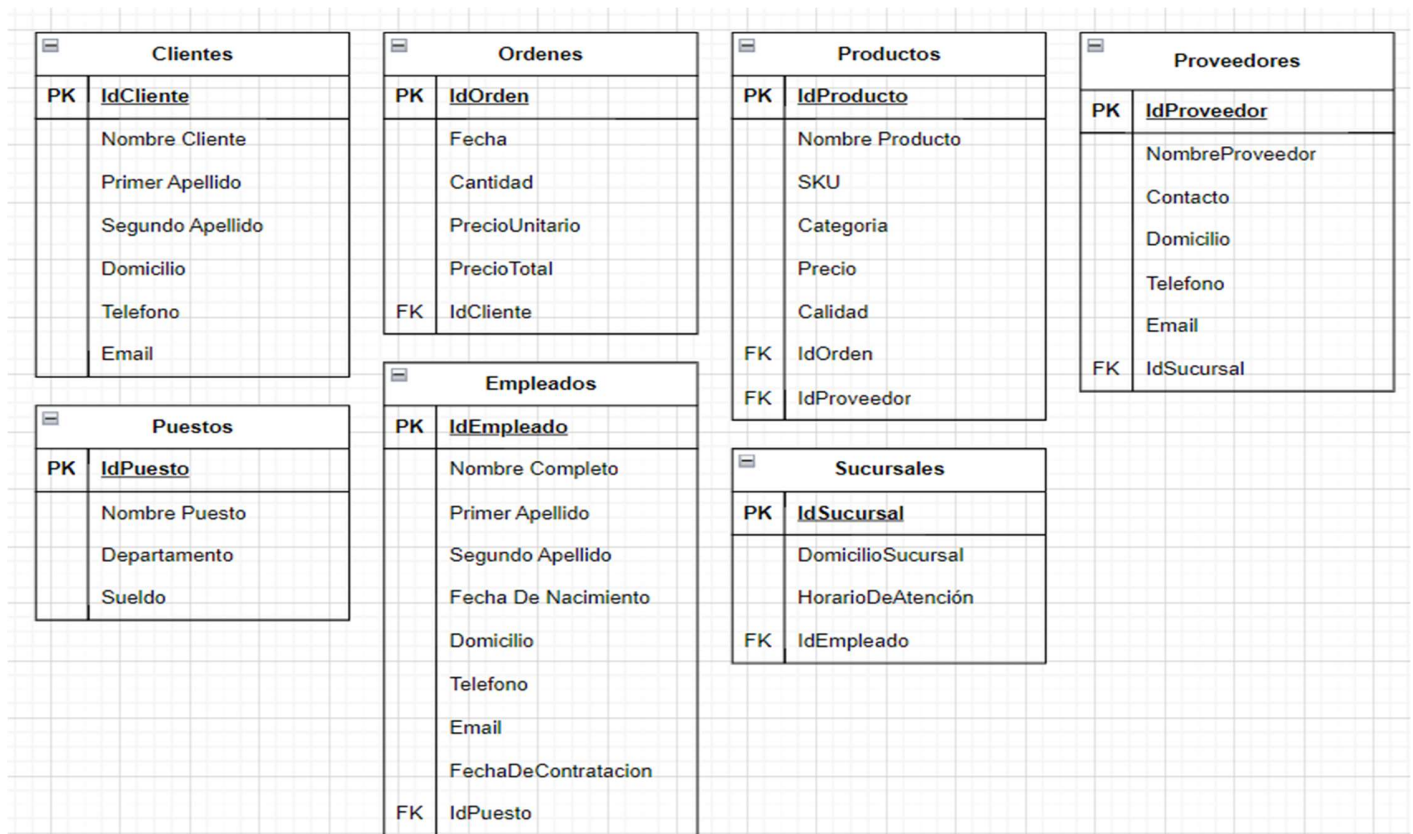 Clientes
PK IdCliente
Nombre Cliente
Primer Apellido
Segundo Apellido
Domicilio
Telefono
Email
Ordenes
PK IdOrden
Fecha
Cantidad
PrecioUnitario
PrecioTotal
FK IdCliente
Productos
PK IdProducto
Nombre Producto
SKU
Categoria
Precio
Calidad
FK IdOrden
FK IdProveedor
Proveedores
PK IdProveedor
NombreProveedor
Contacto
Domicilio
Telefono
Email
FK IdSucursal
Puestos
PK IdPuesto
Nombre Puesto
Departamento
Sueldo
Empleados
PK IdEmpleado
Nombre Completo
Primer Apellido
Segundo Apellido
Fecha De Nacimiento
Domicilio
Telefono
Email
FechaDeContratacion
FK IdPuesto
Sucursales
PK IdSucursal
DomicilioSucursal
HorarioDeAtención
FK IdEmpleado